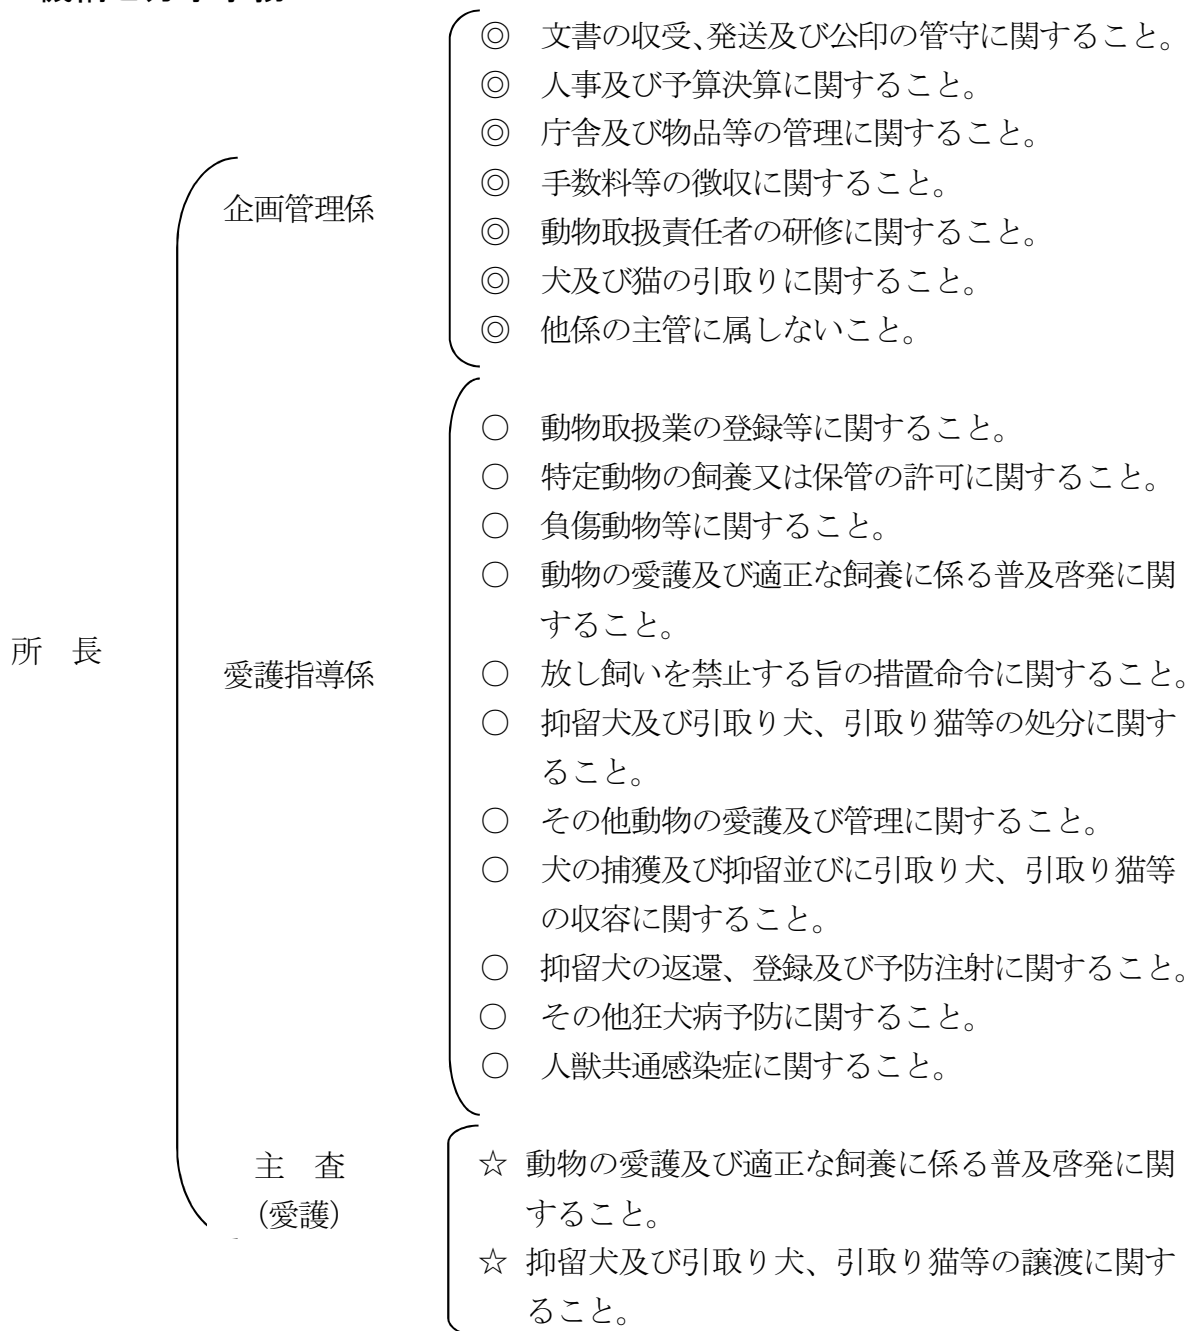 ◎ 文書の収受、発送及び公印の管守に関すること。
◎ 人事及び予算決算に関すること。
◎ 庁舎及び物品等の管理に関すること。
◎ 手数料等の徴収に関すること。
企画管理係
◎ 動物取扱責任者の研修に関すること。
◎ 犬及び猫の引取りに関すること。
◎ 他係の主管に属しないこと。
○ 動物取扱業の登録等に関すること。
○ 特定動物の飼養又は保管の許可に関すること。
○ 負傷動物等に関すること。
○ 動物の愛護及び適正な飼養に係る普及啓発に関
すること。
所 長
愛護指導係
○ 放し飼いを禁止する旨の措置命令に関すること。
○ 抑留犬及び引取り犬、引取り猫等の処分に関す
ること。
○ その他動物の愛護及び管理に関すること。
○ 犬の捕獲及び抑留並びに引取り犬、引取り猫等
の収容に関すること。
○ 抑留犬の返還、登録及び予防注射に関すること。
○ その他狂犬病予防に関すること。
○ 人獣共通感染症に関すること。
主 査
(愛護)
☆ 動物の愛護及び適正な飼養に係る普及啓発に関
すること。
☆ 抑留犬及び引取り犬、引取り猫等の譲渡に関す
ること。